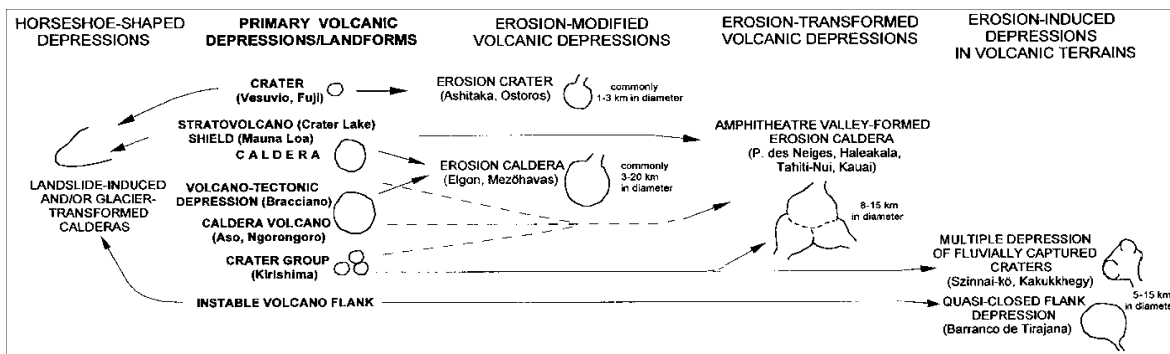 HORSESHOE-SHAPED
DEPRESSIONS
PRIMARY VOLCANIC
DEPRESSIONS/LANDFORMS
EROSION-MODIFIED
VOLCANIC DEPRESSIONS
EROSION-TRANSFORMED
VOLCANIC DEPRESSIONS
EROSION-INDUCED
DEPRESSIONS
IN VOLCANIC TERRAINS
LANDSLIDE-INDUCED
AND/OR GLACIER-
TRANSFORMED
CALDERAS
CRATER
(Vesuvio, Fuji)
STRATOVOLCANO (Crater Lake)
SHIELD (Mauna Loa)
CALDERA
VOLCANO-TECTONIC
DEPRESSION (Bracciano)
CALDERA VOLCANO
(Aso, Ngorongoro)
CRATER GROUP
(Kirishima)
INSTABLE VOLCANO FLANK
EROSION CRATER
(Ashitaka, Ostoros)
commonly
1-3 km in diameter
EROSION CALDERA
(Elgon, Mezőhavas)
commonly
3-20 km
in diameter
AMPHITHEATRE VALLEY-FORMED
EROSION CALDERA
(P. des Neiges, Haleakala,
Tahiti-Nui, Kauai)
8-15 km
in diameter
MULTIPLE DEPRESSION
OF FLUVIALLY CAPTURED
CRATERS
(Szinnai-kő, Kakukkhegy)
5-15 km
in diameter
QUASI-CLOSED FLANK
DEPRESSION
(Barranco de Tirajana)